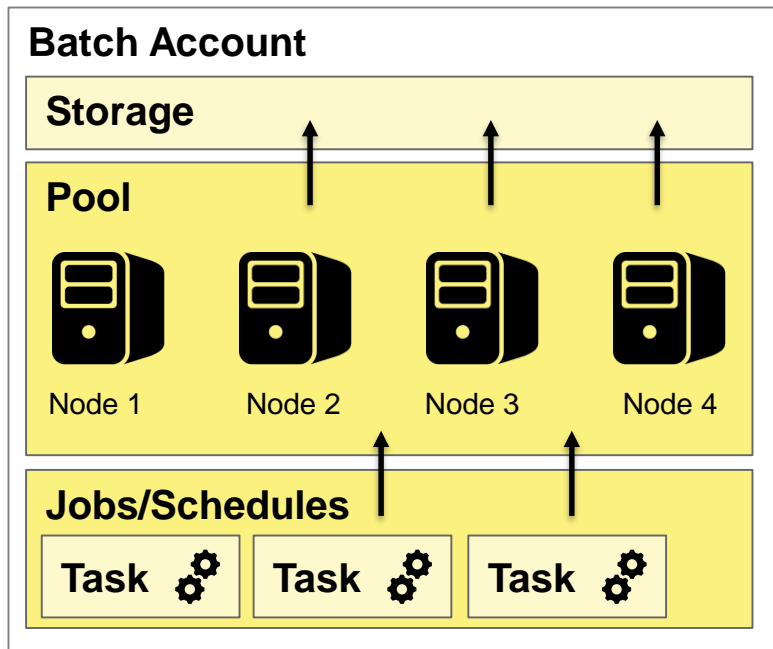 Batch Account
Storage
Pool
Node 1 Node 2 Node 3 Node 4
Jobs/Schedules
Task Task Task